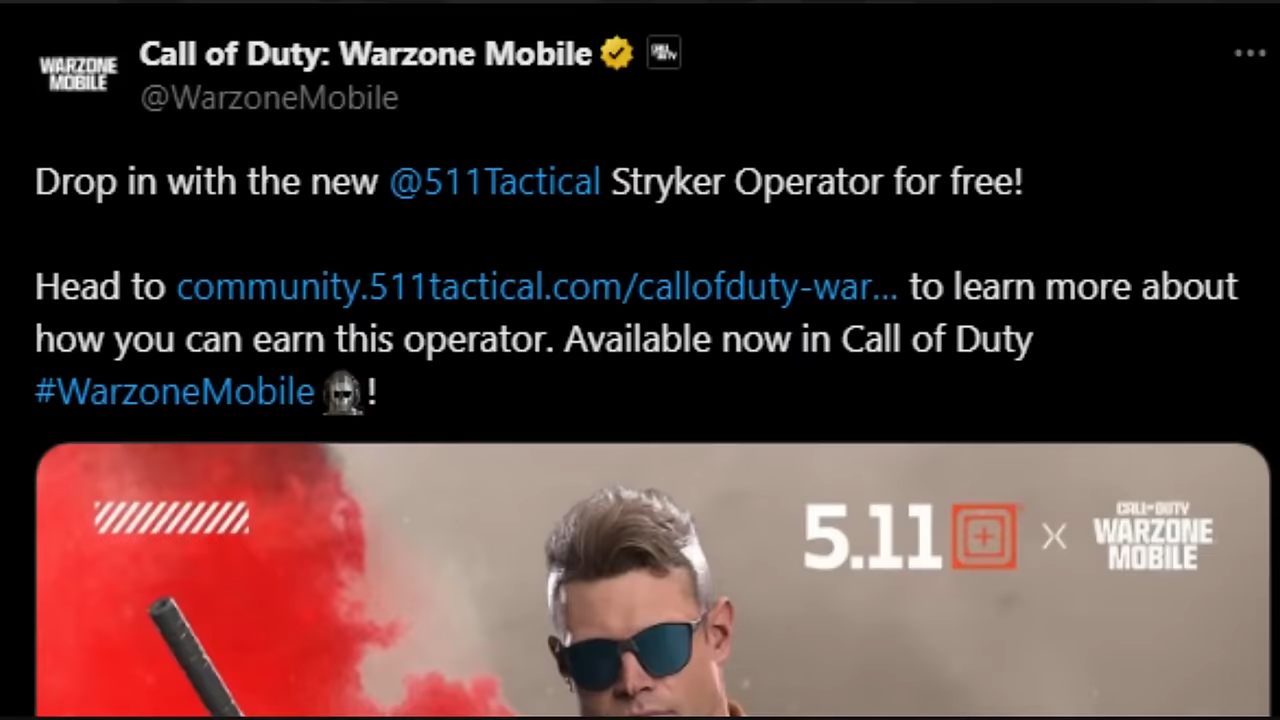 WARZONE
MOBILE
Call of Duty: Warzone Mobile
@WarzoneMobile
Drop in with the new @511Tactical Stryker Operator for free!
Head to community.511tactical.com/callofduty-war... to learn more about
how you can earn this operator. Available now in Call of Duty
#WarzoneMobile !
5.11 X CALL OF DUTY
WARZONE
MOBILE